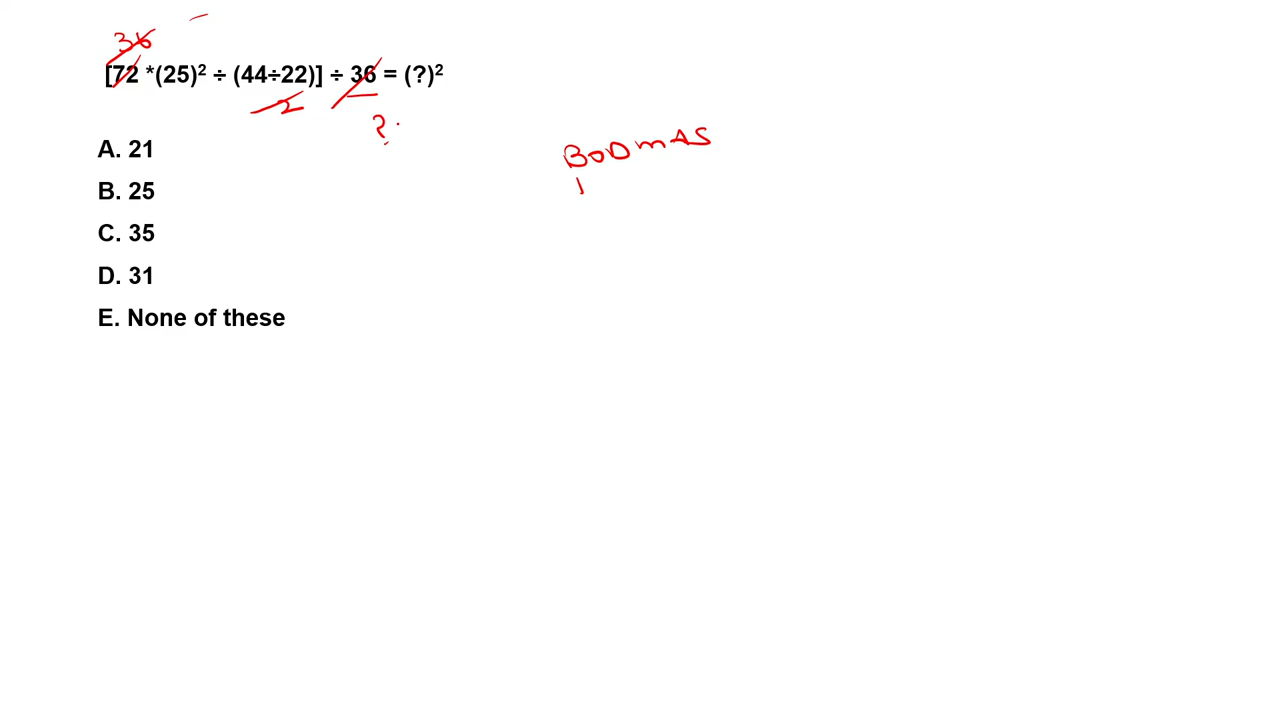 36
[72 *(25)² ÷ (44÷22)] ÷ 36 = (?)²
2
?
BODMAS
A. 21
B. 25
C. 35
D. 31
E. None of these